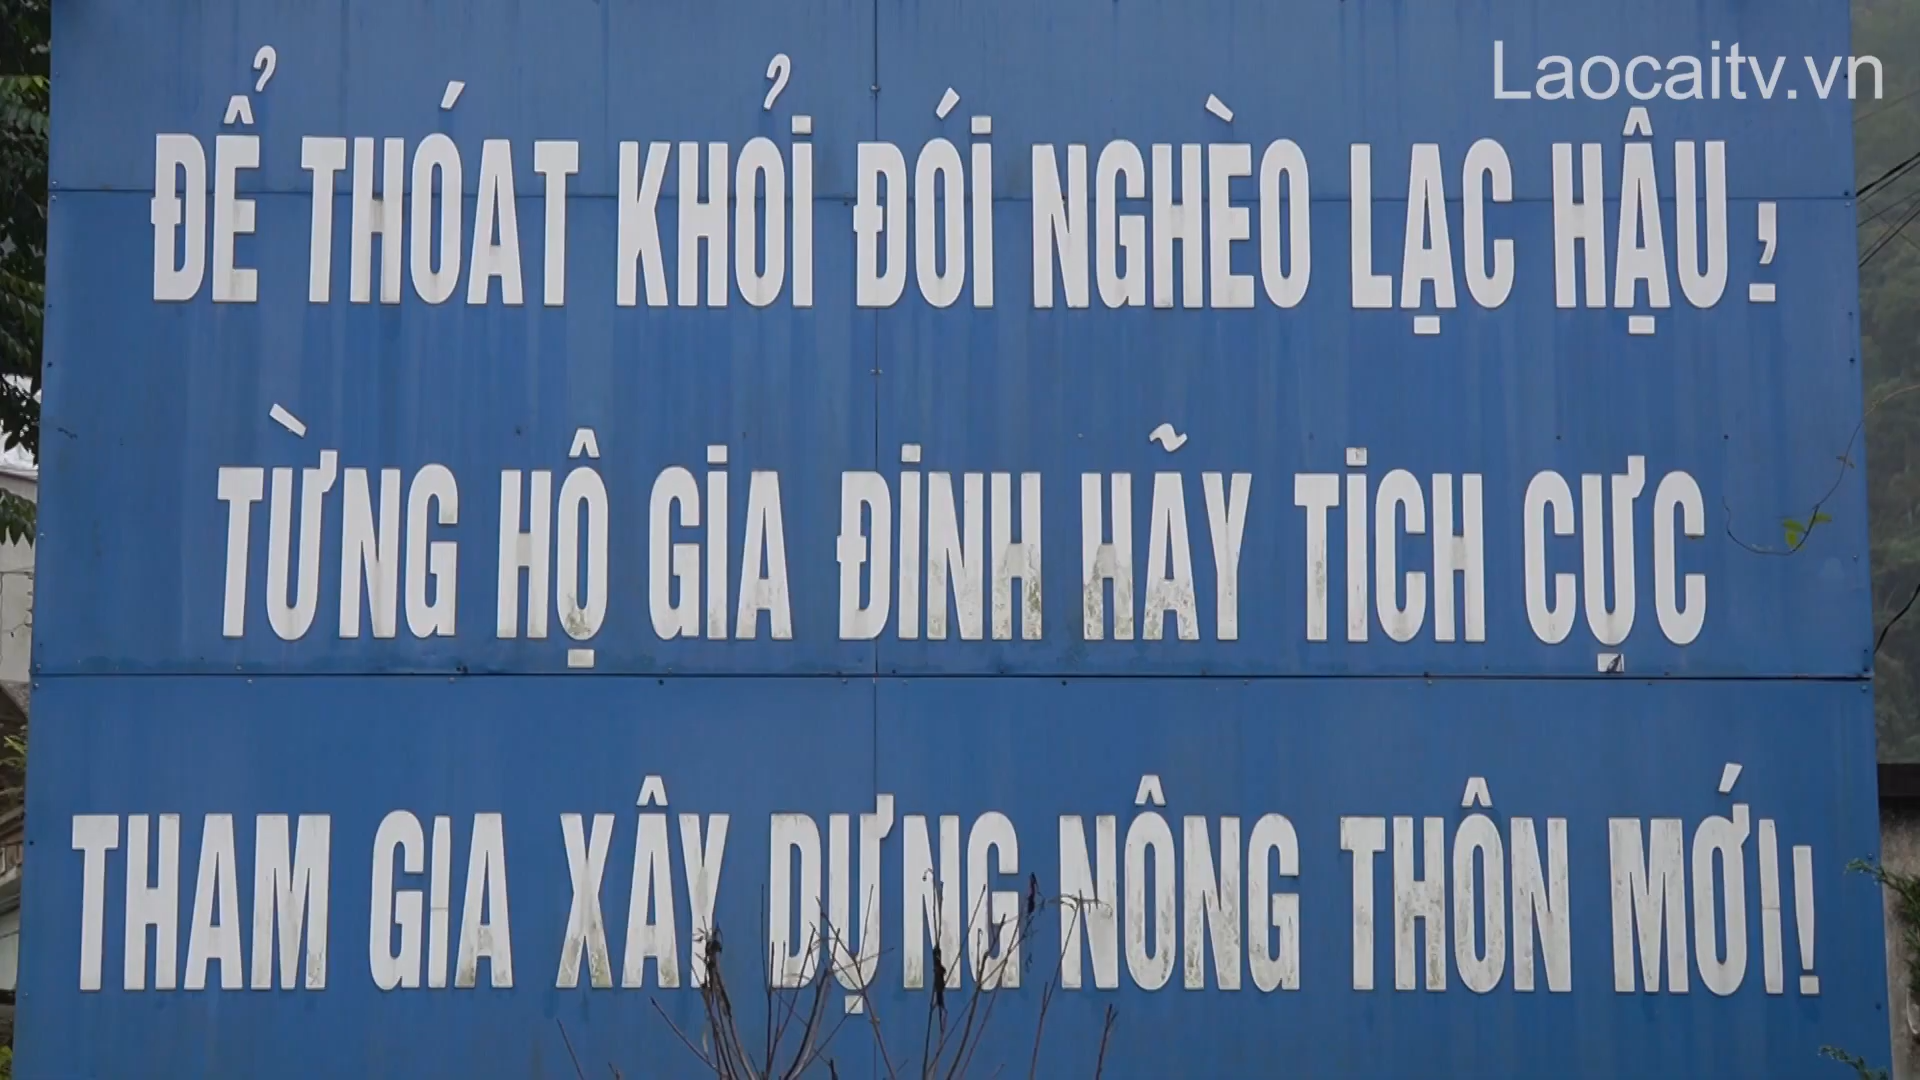 Laocaitv.vn
ĐỂ THOÁT KHỎI ĐÓI NGHÈO LẠC HẬU ;
TỪNG HỘ GIA ĐÌNH HÃY TÍCH CỰC
THAM GIA XÂY DỰNG NÔNG THÔN MỚI!